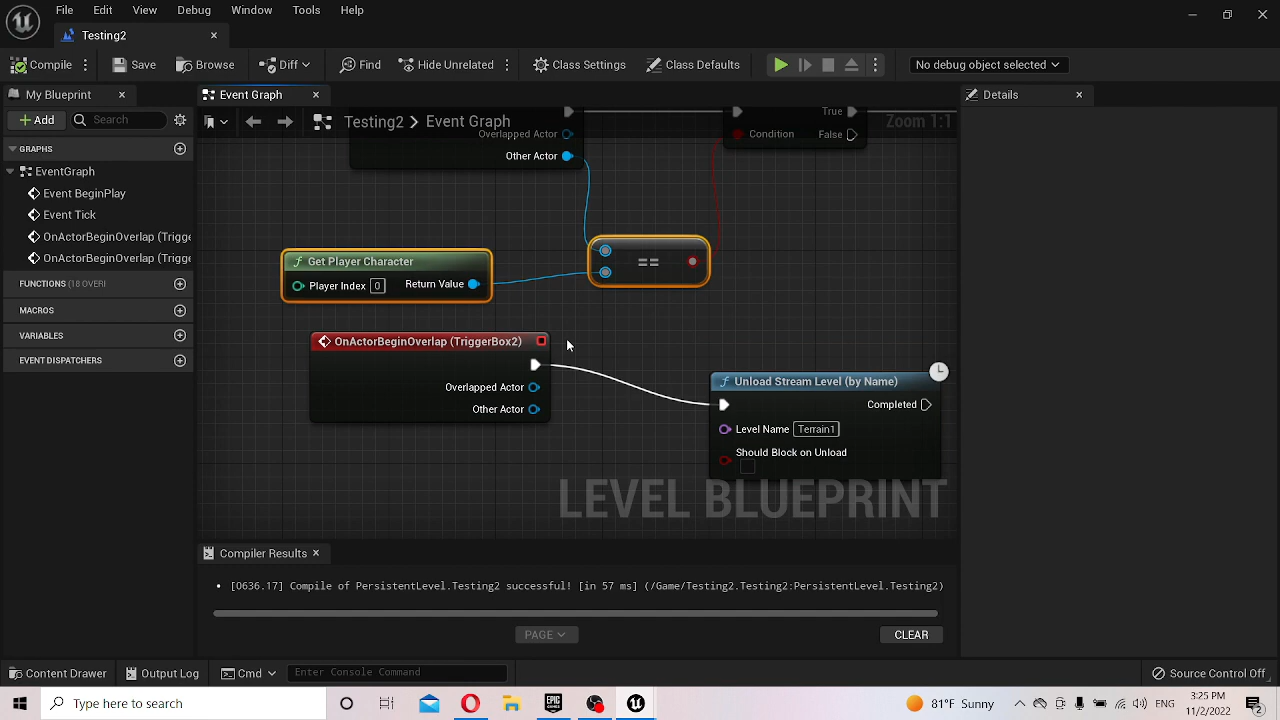 File Edit View Debug Window Tools Help
Testing2
Compile Save Browse Diff Find Hide Unrelated Class Settings Class Defaults No debug object selected
My Blueprint Event Graph Details
Add Search Testing2 > Event Graph Zoom 1:1
GRAPHS
EventGraph
Event BeginPlay
Event Tick
OnActorBeginOverlap (Trigge
OnActorBeginOverlap (Trigge
FUNCTIONS (18 OVERI
MACROS
VARIABLES
EVENT DISPATCHERS
Overlapped Actor
Other Actor
True
Condition False
Get Player Character
Player Index 0 Return Value
==
OnActorBeginOverlap (TriggerBox2)
Overlapped Actor
Other Actor
Unload Stream Level (by Name)
Completed
Level Name Terrain1
Should Block on Unload
LEVEL BLUEPRINT
Compiler Results
[0636.17] Compile of PersistentLevel.Testing2 successful! [in 57 ms] (/Game/Testing2.Testing2:PersistentLevel.Testing2)
PAGE CLEAR
Content Drawer Output Log Cmd Enter Console Command Source Control Off
Type here to search EPIC GAMES 81°F Sunny ENG 3:25 PM
11/2/2022 2